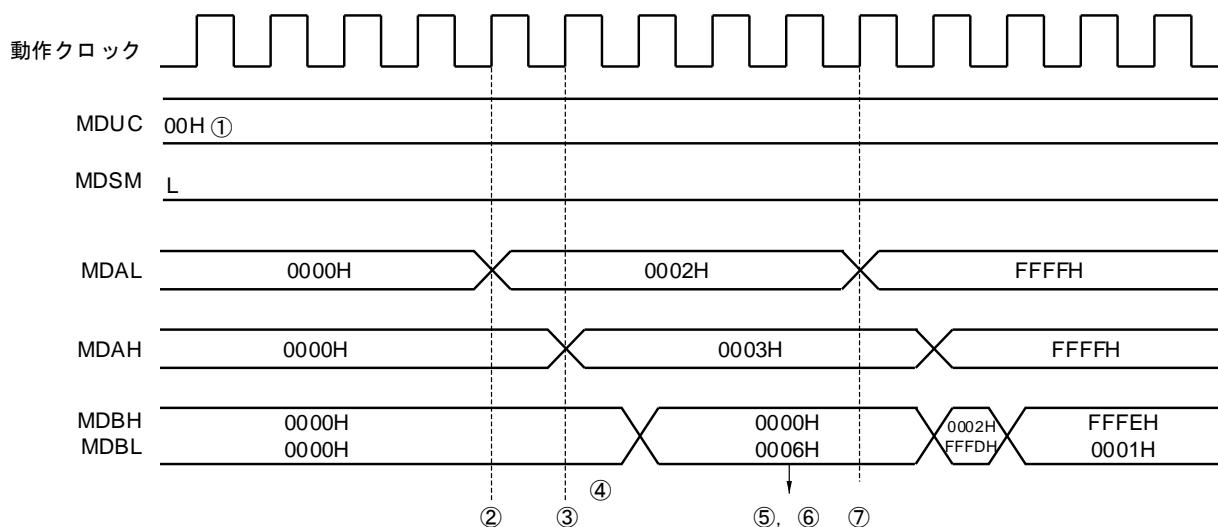 動作クロック
MDUC 00H ①
MDSM L
MDAL 0000H 0002H FFFFH
MDAH 0000H 0003H FFFFH
MDBH 0000H 0000H 0002H FFFEH
MDBL 0000H 0006H FFFDH 0001H
④
② ③ ⑤, ⑥ ⑦